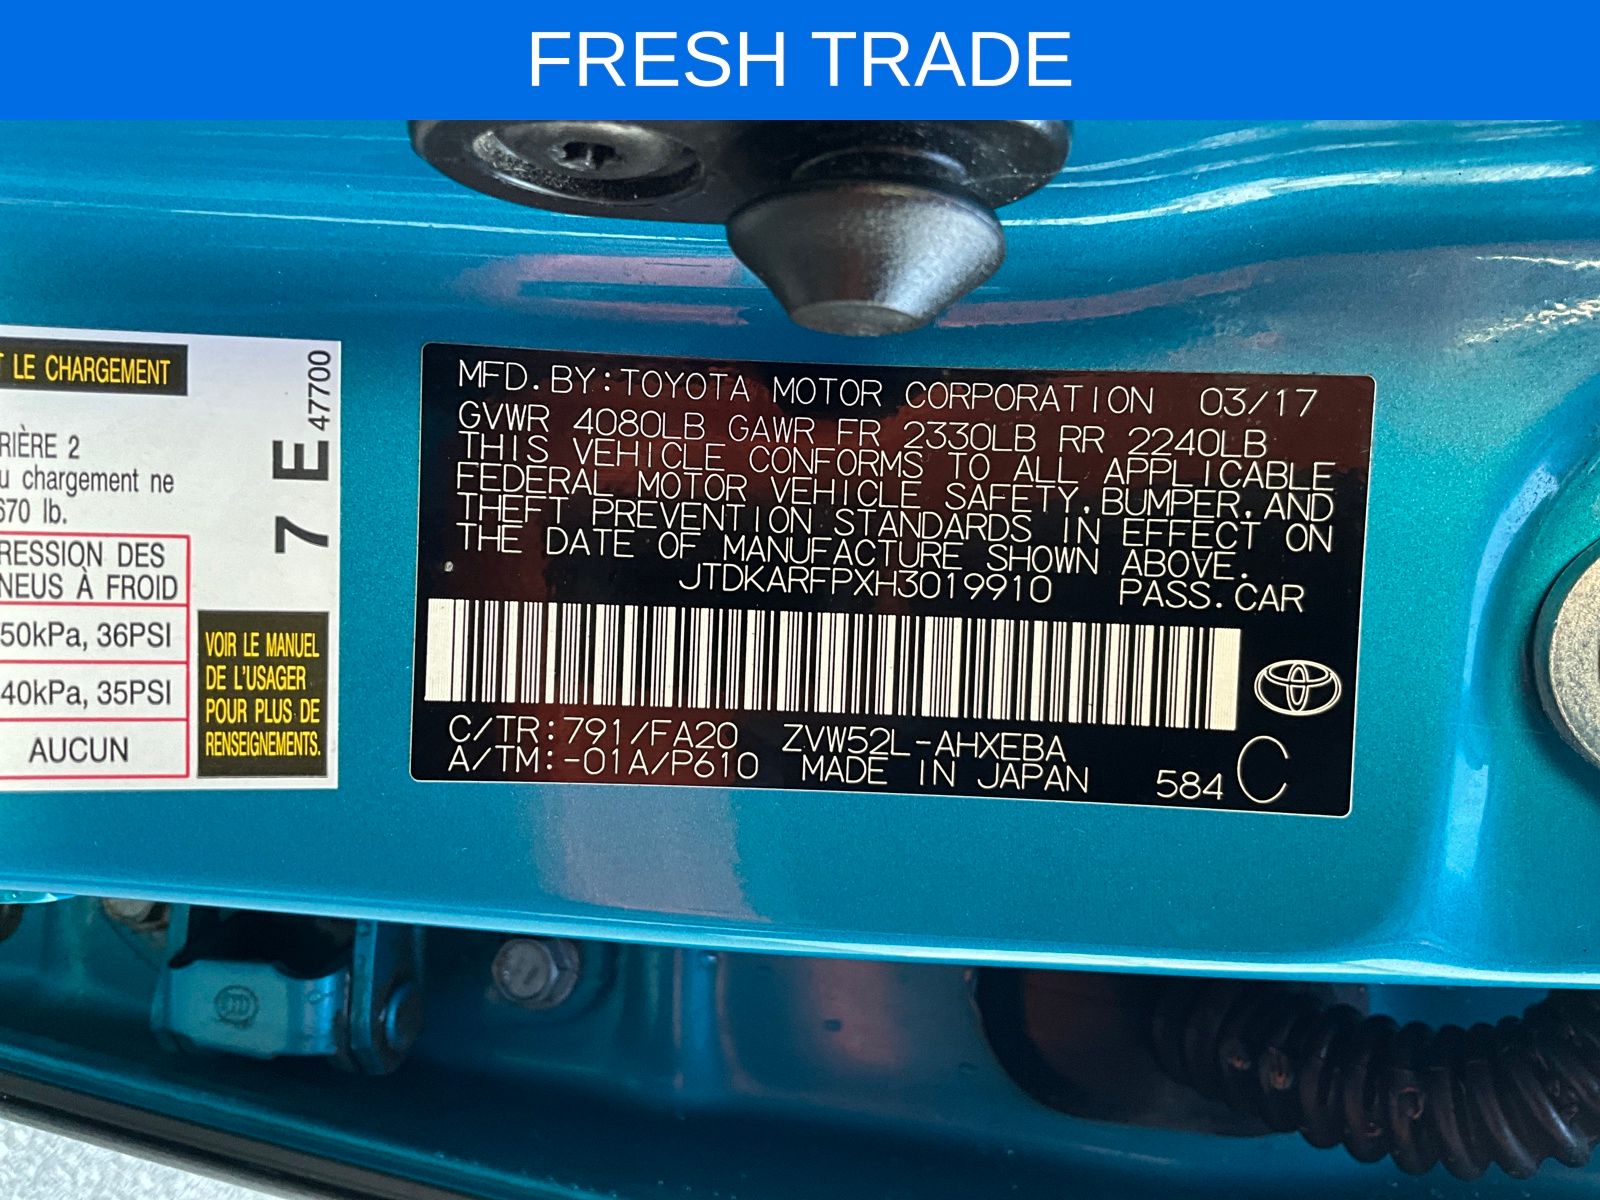 FRESH TRADE
T LE CHARGEMENT
RIÈRE 2
u chargement ne
670 lb.
RESSION DES
NEUS À FROID
50kPa, 36PSI
40kPa, 35PSI
AUCUN
7 E 47700
VOIR LE MANUEL
DE L'USAGER
POUR PLUS DE
RENSEIGNEMENTS.
MFD.BY:TOYOTA MOTOR CORPORATION 03/17
GVWR 4080LB GAWR FR 2330LB RR 2240LB
THIS VEHICLE CONFORMS TO ALL APPLICABLE
FEDERAL MOTOR VEHICLE SAFETY,BUMPER,AND
THEFT PREVENTION STANDARDS IN EFFECT ON
THE DATE OF MANUFACTURE SHOWN ABOVE.
JTDKARFPXH3019910 PASS.CAR
C/TR:791/FA20 ZVW52L-AHXEBA
A/TM:-01A/P610 MADE IN JAPAN 584 C